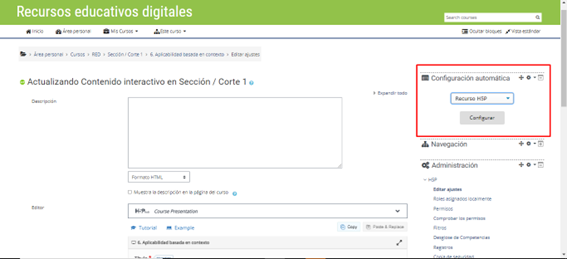 Recursos educativos digitales
Search courses
Inicio
Área personal
Mis Cursos
Este curso
Ocultar bloques
Vista estándar
Área personal
Cursos
RED
Sección / Corte 1
6. Aplicabilidad basada en contexto
Editar ajustes
Actualizando Contenido interactivo en Sección / Corte 1
Expandir todo
Descripción
Formato HTML
Muestra la descripción en la página del curso
Editor
H5P Course Presentation
Tutorial
Example
Copy
Paste & Replace
6. Aplicabilidad basada en contexto
Título *
Configuración automática
Recurso H5P
Configurar
Navegación
Administración
H5P
Editar ajustes
Roles asignados localmente
Permisos
Comprobar los permisos
Filtros
Desglose de Competencias
Registros
Copia de seguridad